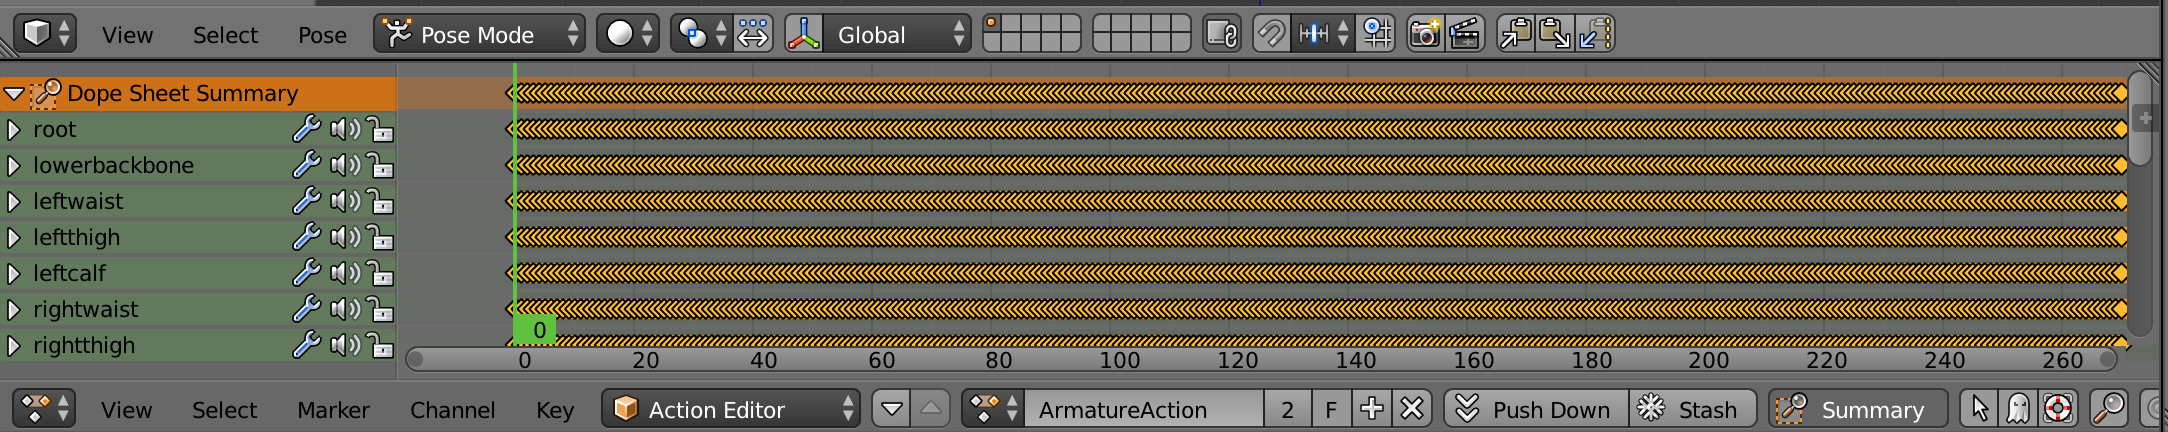 View Select Pose Pose Mode Global
Dope Sheet Summary
root
lowerbackbone
leftwaist
leftthigh
leftcalf
rightwaist
rightthigh
0
0 20 40 60 80 100 120 140 160 180 200 220 240 260
View Select Marker Channel Key Action Editor ArmatureAction 2 F Push Down Stash Summary